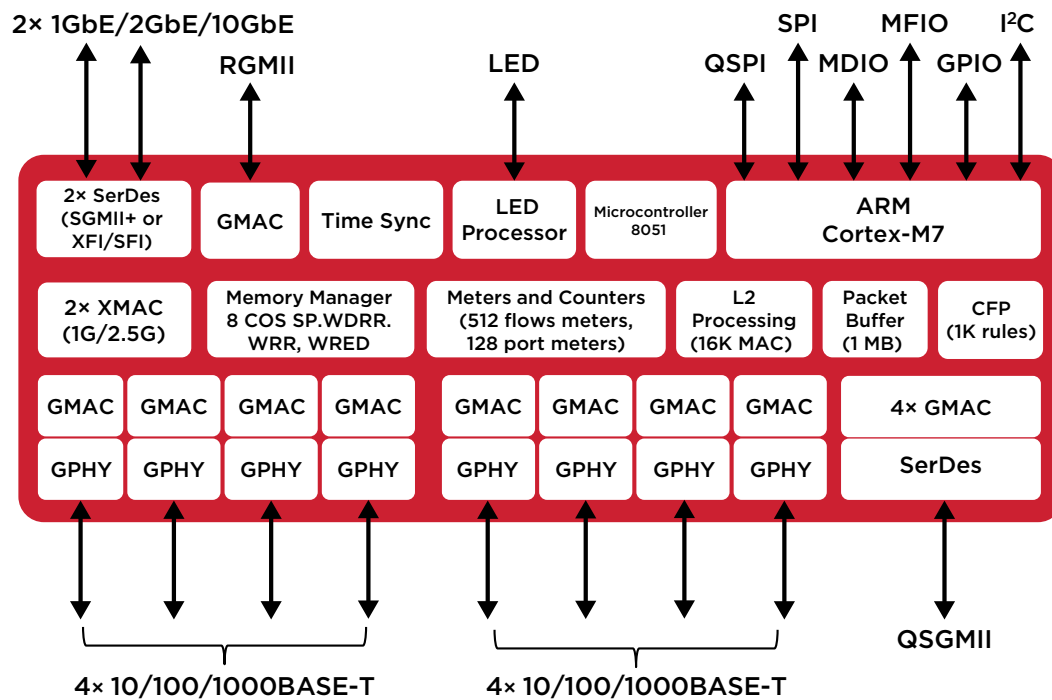 2× 1GbE/2GbE/10GbE
RGMII
LED
QSPI
SPI
MDIO
MFIO
GPIO
I²C
2× SerDes
(SGMII+ or
XFI/SFI)
GMAC
Time Sync
LED
Processor
Microcontroller
8051
ARM
Cortex-M7
2× XMAC
(1G/2.5G)
Memory Manager
8 COS SP.WDRR.
WRR, WRED
Meters and Counters
(512 flows meters,
128 port meters)
L2
Processing
(16K MAC)
Packet
Buffer
(1 MB)
CFP
(1K rules)
GMAC
GMAC
GMAC
GMAC
GMAC
GMAC
GMAC
GMAC
4× GMAC
GPHY
GPHY
GPHY
GPHY
GPHY
GPHY
GPHY
GPHY
SerDes
QSGMII
4× 10/100/1000BASE-T
4× 10/100/1000BASE-T